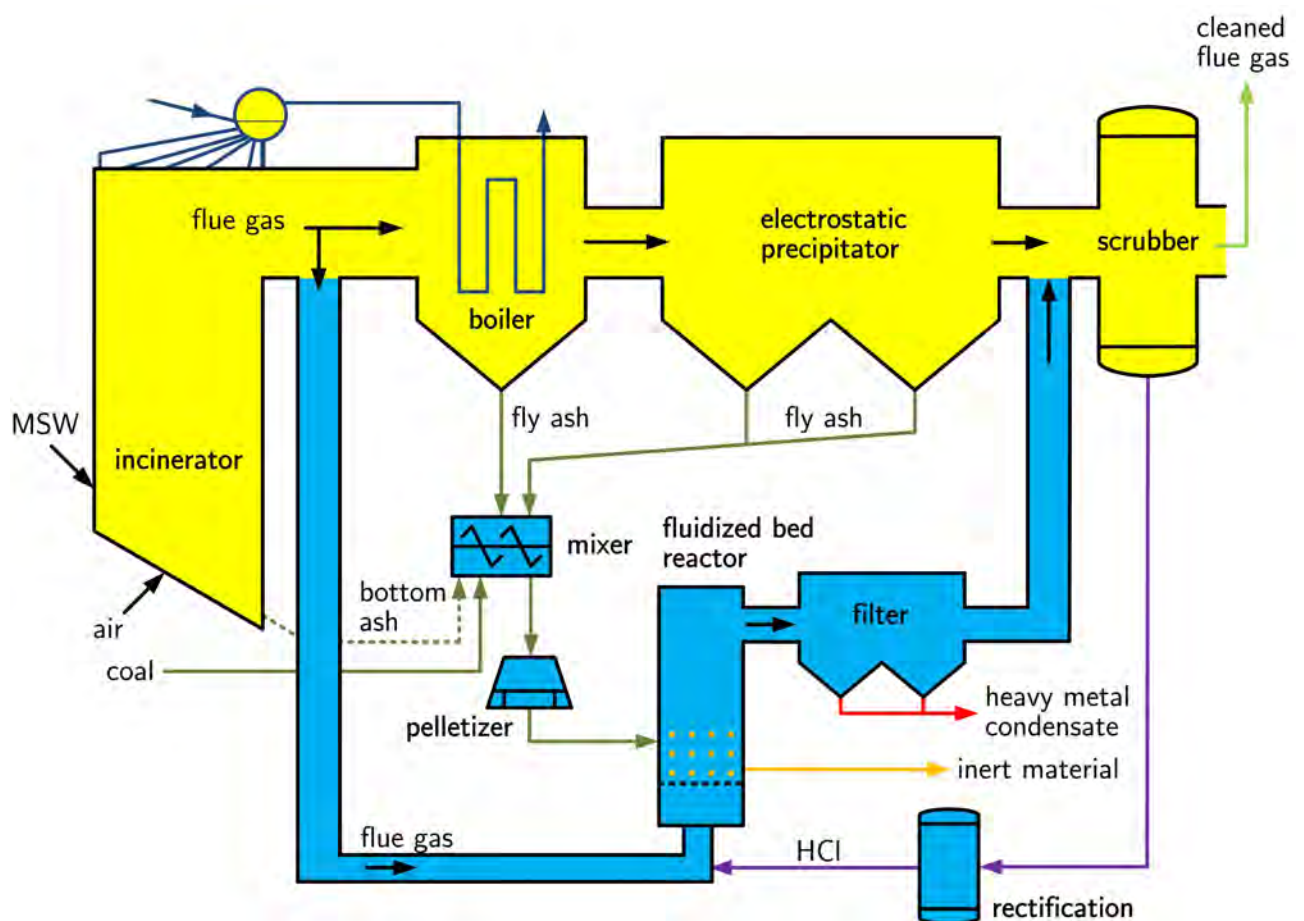 cleaned
flue gas
flue gas
electrostatic
precipitator
scrubber
boiler
MSW
fly ash
fly ash
incinerator
fluidized bed
reactor
mixer
bottom
ash
filter
air
coal
heavy metal
condensate
pelletizer
inert material
flue gas
HCl
rectification